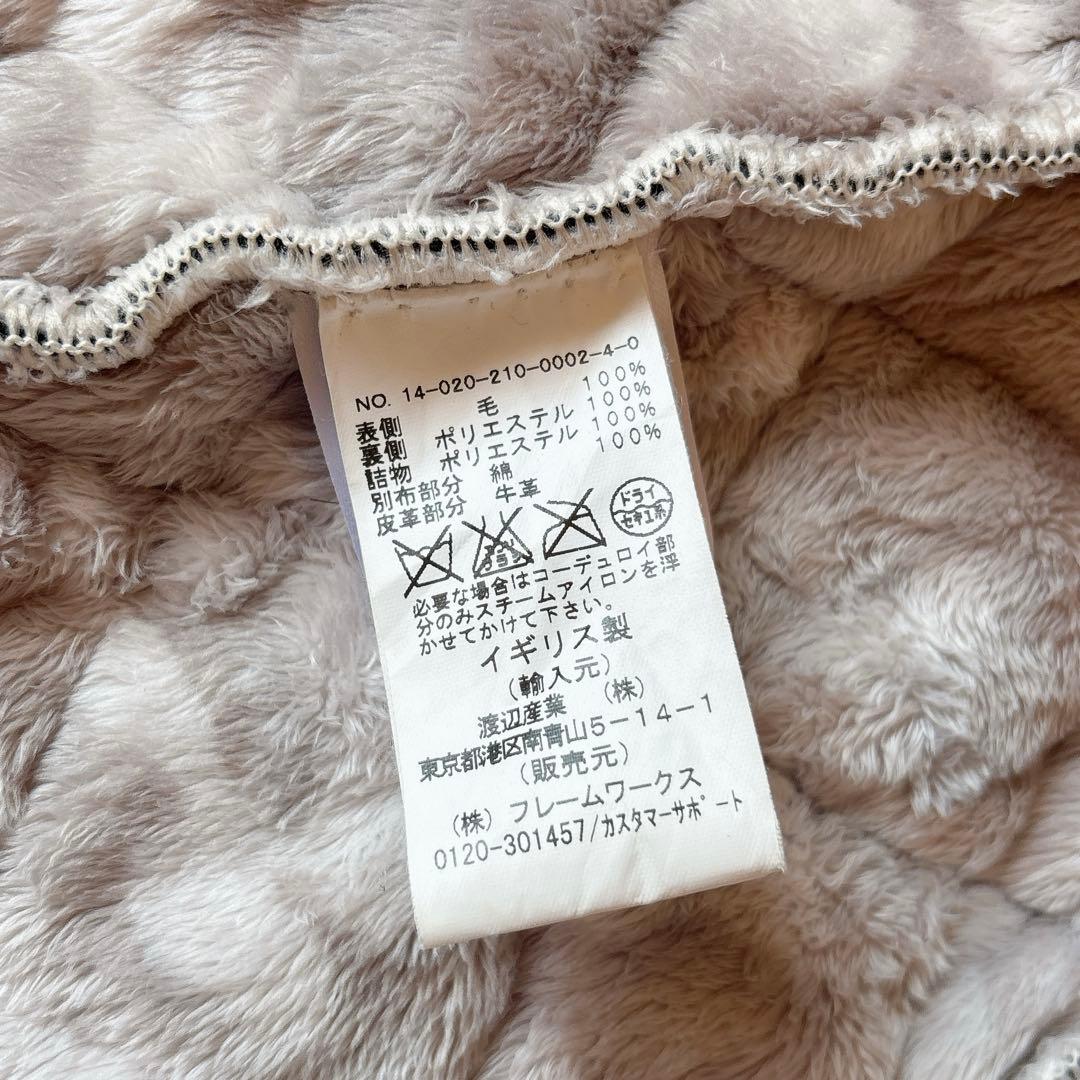 NO. 14-020-210-0002-4-0
表側 毛 100%
裏側 ポリエステル 100%
詰物 ポリエステル 100%
別布部分 綿 100%
皮革部分 牛革
エンソ
サラシ
ドライ
セキユ系
必要な場合はコーデュロイ部
分のみスチームアイロンを浮
かせてかけて下さい。
イギリス製
(輸入元)
渡辺産業 (株)
東京都港区南青山5-14-1
(販売元)
(株) フレームワークス
0120-301457/カスタマーサポート